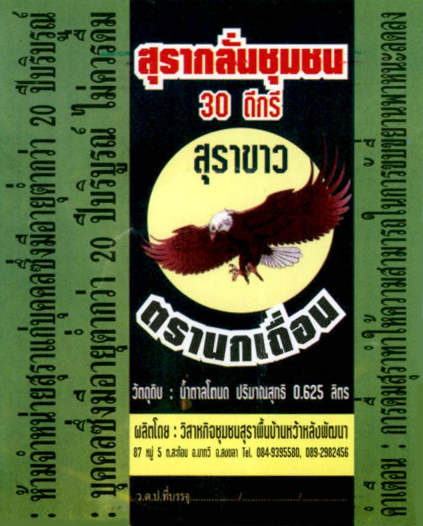 สุรากลั่นชุมชน
30 ดีกรี
สุราขาว
ตรานกเถื่อน
วัตถุดิบ : น้ำตาลโตนด ปริมาณสุทธิ 0.625 ลิตร
ผลิตโดย : วิสาหกิจชุมชนสุราพื้นบ้านหว้าหลังพัฒนา
87 หมู่ 5 ต.สะท้อน อ.นาทวี จ.สงขลา Tel. 084-9395580, 089-2982456
ว.ด.ป.ที่บรรจุ............/............/............
: ห้ามจำหน่ายสุราแก่บุคคลซึ่งมีอายุต่ำกว่า 20 ปีบริบูรณ์
: บุคคลซึ่งมีอายุต่ำกว่า 20 ปีบริบูรณ์ ไม่ควรดื่ม
คำเตือน : การดื่มสุราทำให้ความสามารถในการขับขี่ยานพาหนะลดลง